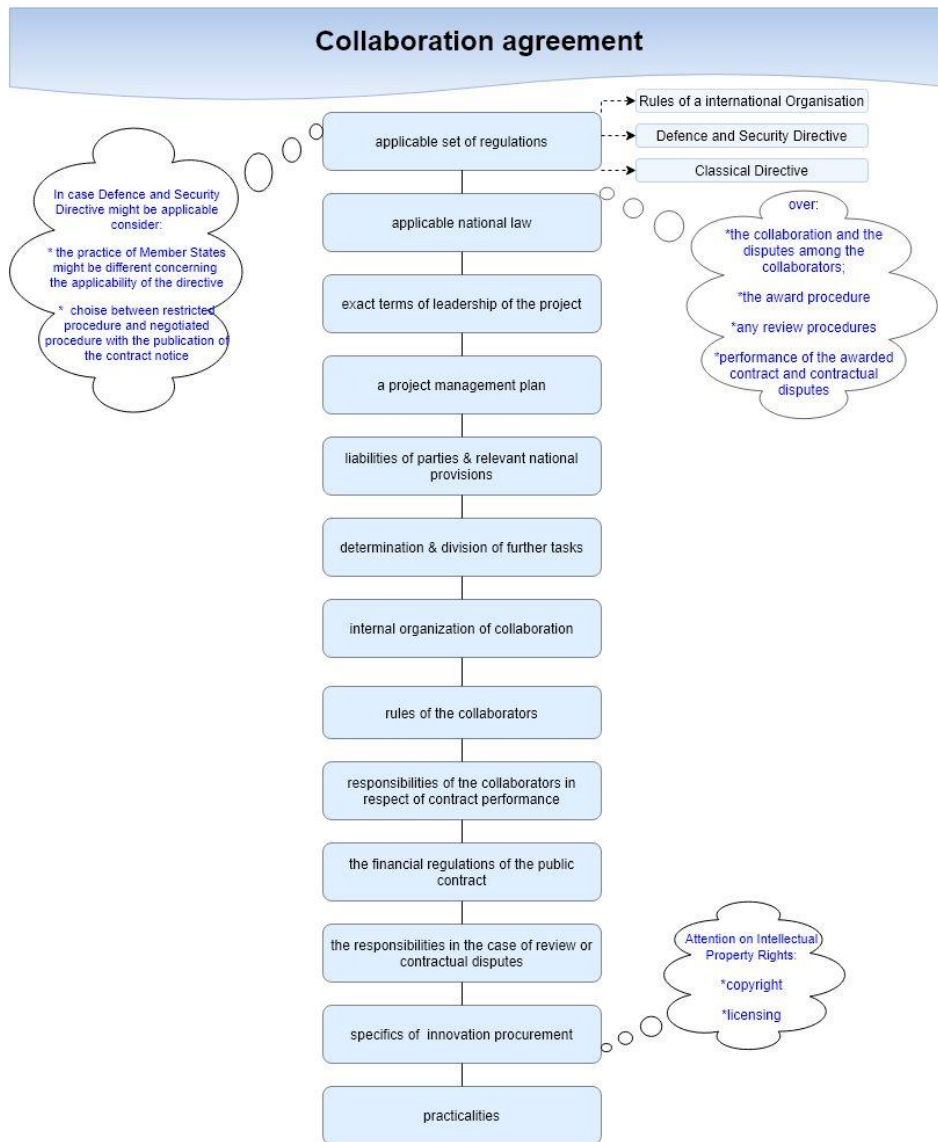 Collaboration agreement
Rules of a international Organisation
Defence and Security Directive
Classical Directive
applicable set of regulations
In case Defence and Security
Directive might be applicable
consider:
* the practice of Member States
might be different concerning
the applicability of the directive
* choise between restricted
procedure and negotiated
procedure with the publication of
the contract notice
over:
*the collaboration and the
disputes among the
collaborators;
*the award procedure
*any review procedures
*performance of the awarded
contract and contractual
disputes
applicable national law
exact terms of leadership of the project
a project management plan
liabilities of parties & relevant national
provisions
determination & division of further tasks
internal organization of collaboration
rules of the collaborators
responsibilities of tne collaborators in
respect of contract performance
the financial regulations of the public
contract
the responsibilities in the case of review or
contractual disputes
Attention on Intellectual
Property Rights:
*copyright
*licensing
specifics of innovation procurement
practicalities